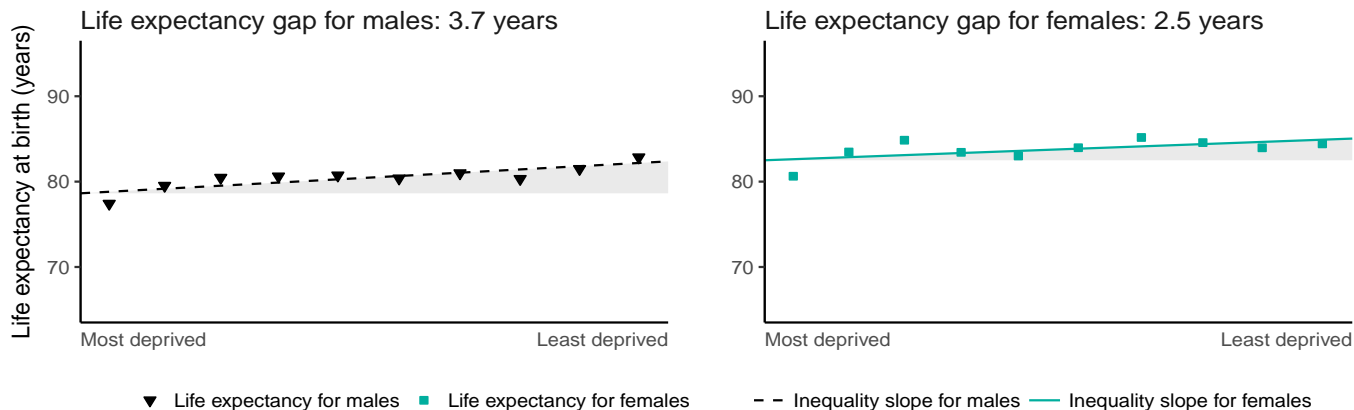 Life expectancy gap for males: 3.7 years
Life expectancy at birth (years)
90
80
70
Most deprived
Least deprived
Life expectancy gap for females: 2.5 years
90
80
70
Most deprived
Least deprived
Life expectancy for males
Life expectancy for females
Inequality slope for males
Inequality slope for females